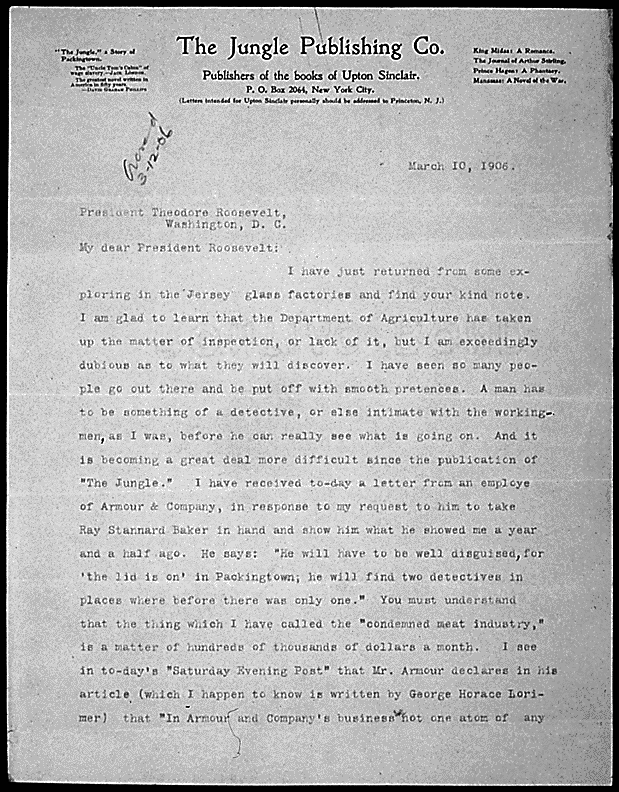 "The Jungle," a Story of
Packingtown.
The "Uncle Tom's Cabin" of
wage slavery.—Jack London.
The greatest novel written in
America in fifty years.
—David Graham Phillips
The Jungle Publishing Co.
Publishers of the books of Upton Sinclair.
P. O. Box 2064, New York City.
(Letters intended for Upton Sinclair personally should be addressed to Princeton, N. J.)
King Midas: A Romance.
The Journal of Arthur Stirling.
Prince Hagen: A Phantasy.
Manassas: A Novel of the War.
3-12-06
March 10, 1906.
President Theodore Roosevelt,
Washington, D. C.
My dear President Roosevelt:
I have just returned from some ex-
ploring in the Jersey glass factories and find your kind note.
I am glad to learn that the Department of Agriculture has taken
up the matter of inspection, or lack of it, but I am exceedingly
dubious as to what they will discover. I have seen so many peo-
ple go out there and be put off with smooth pretences. A man has
to be something of a detective, or else intimate with the working-
men, as I was, before he can really see what is going on. And it
is becoming a great deal more difficult since the publication of
"The Jungle." I have received to-day a letter from an employe
of Armour & Company, in response to my request to him to take
Ray Stannard Baker in hand and show him what he showed me a year
and a half ago. He says: "He will have to be well disguised, for
'the lid is on' in Packingtown; he will find two detectives in
places where before there was only one." You must understand
that the thing which I have called the "condemned meat industry,"
is a matter of hundreds of thousands of dollars a month. I see
in to-day's "Saturday Evening Post" that Mr. Armour declares in his
article (which I happen to know is written by George Horace Lori-
mer) that "In Armour and Company's business not one atom of any